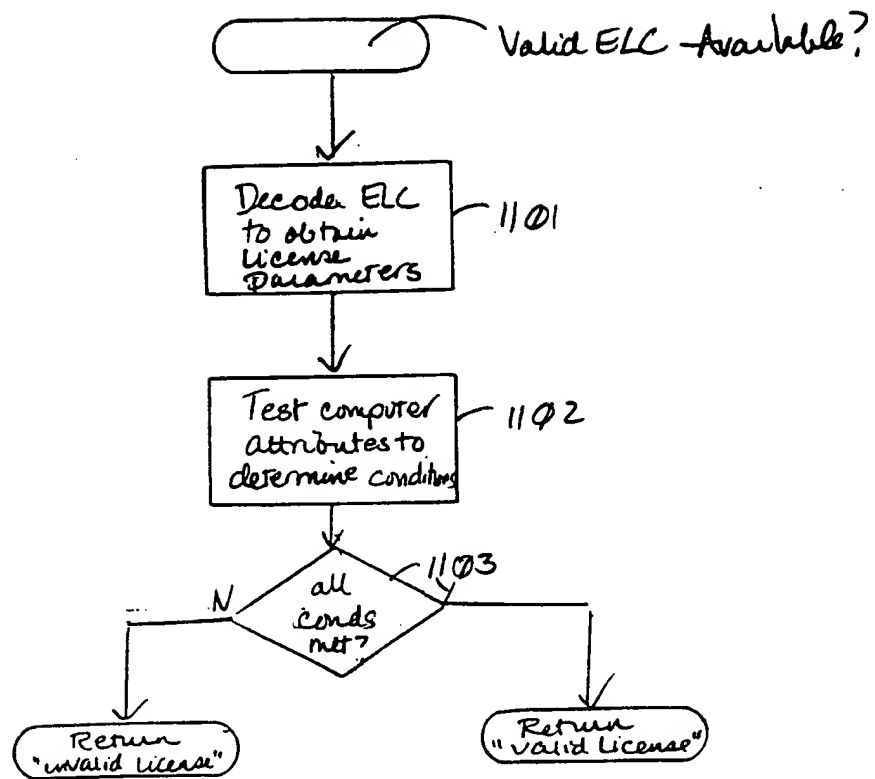 Valid ELC Available?
Decode ELC
to obtain
License
Parameters
1101
Test computer
attributes to
determine conditions
1102
1103
N
Y
all
conds
met?
Return
"invalid license"
Return
"valid License"